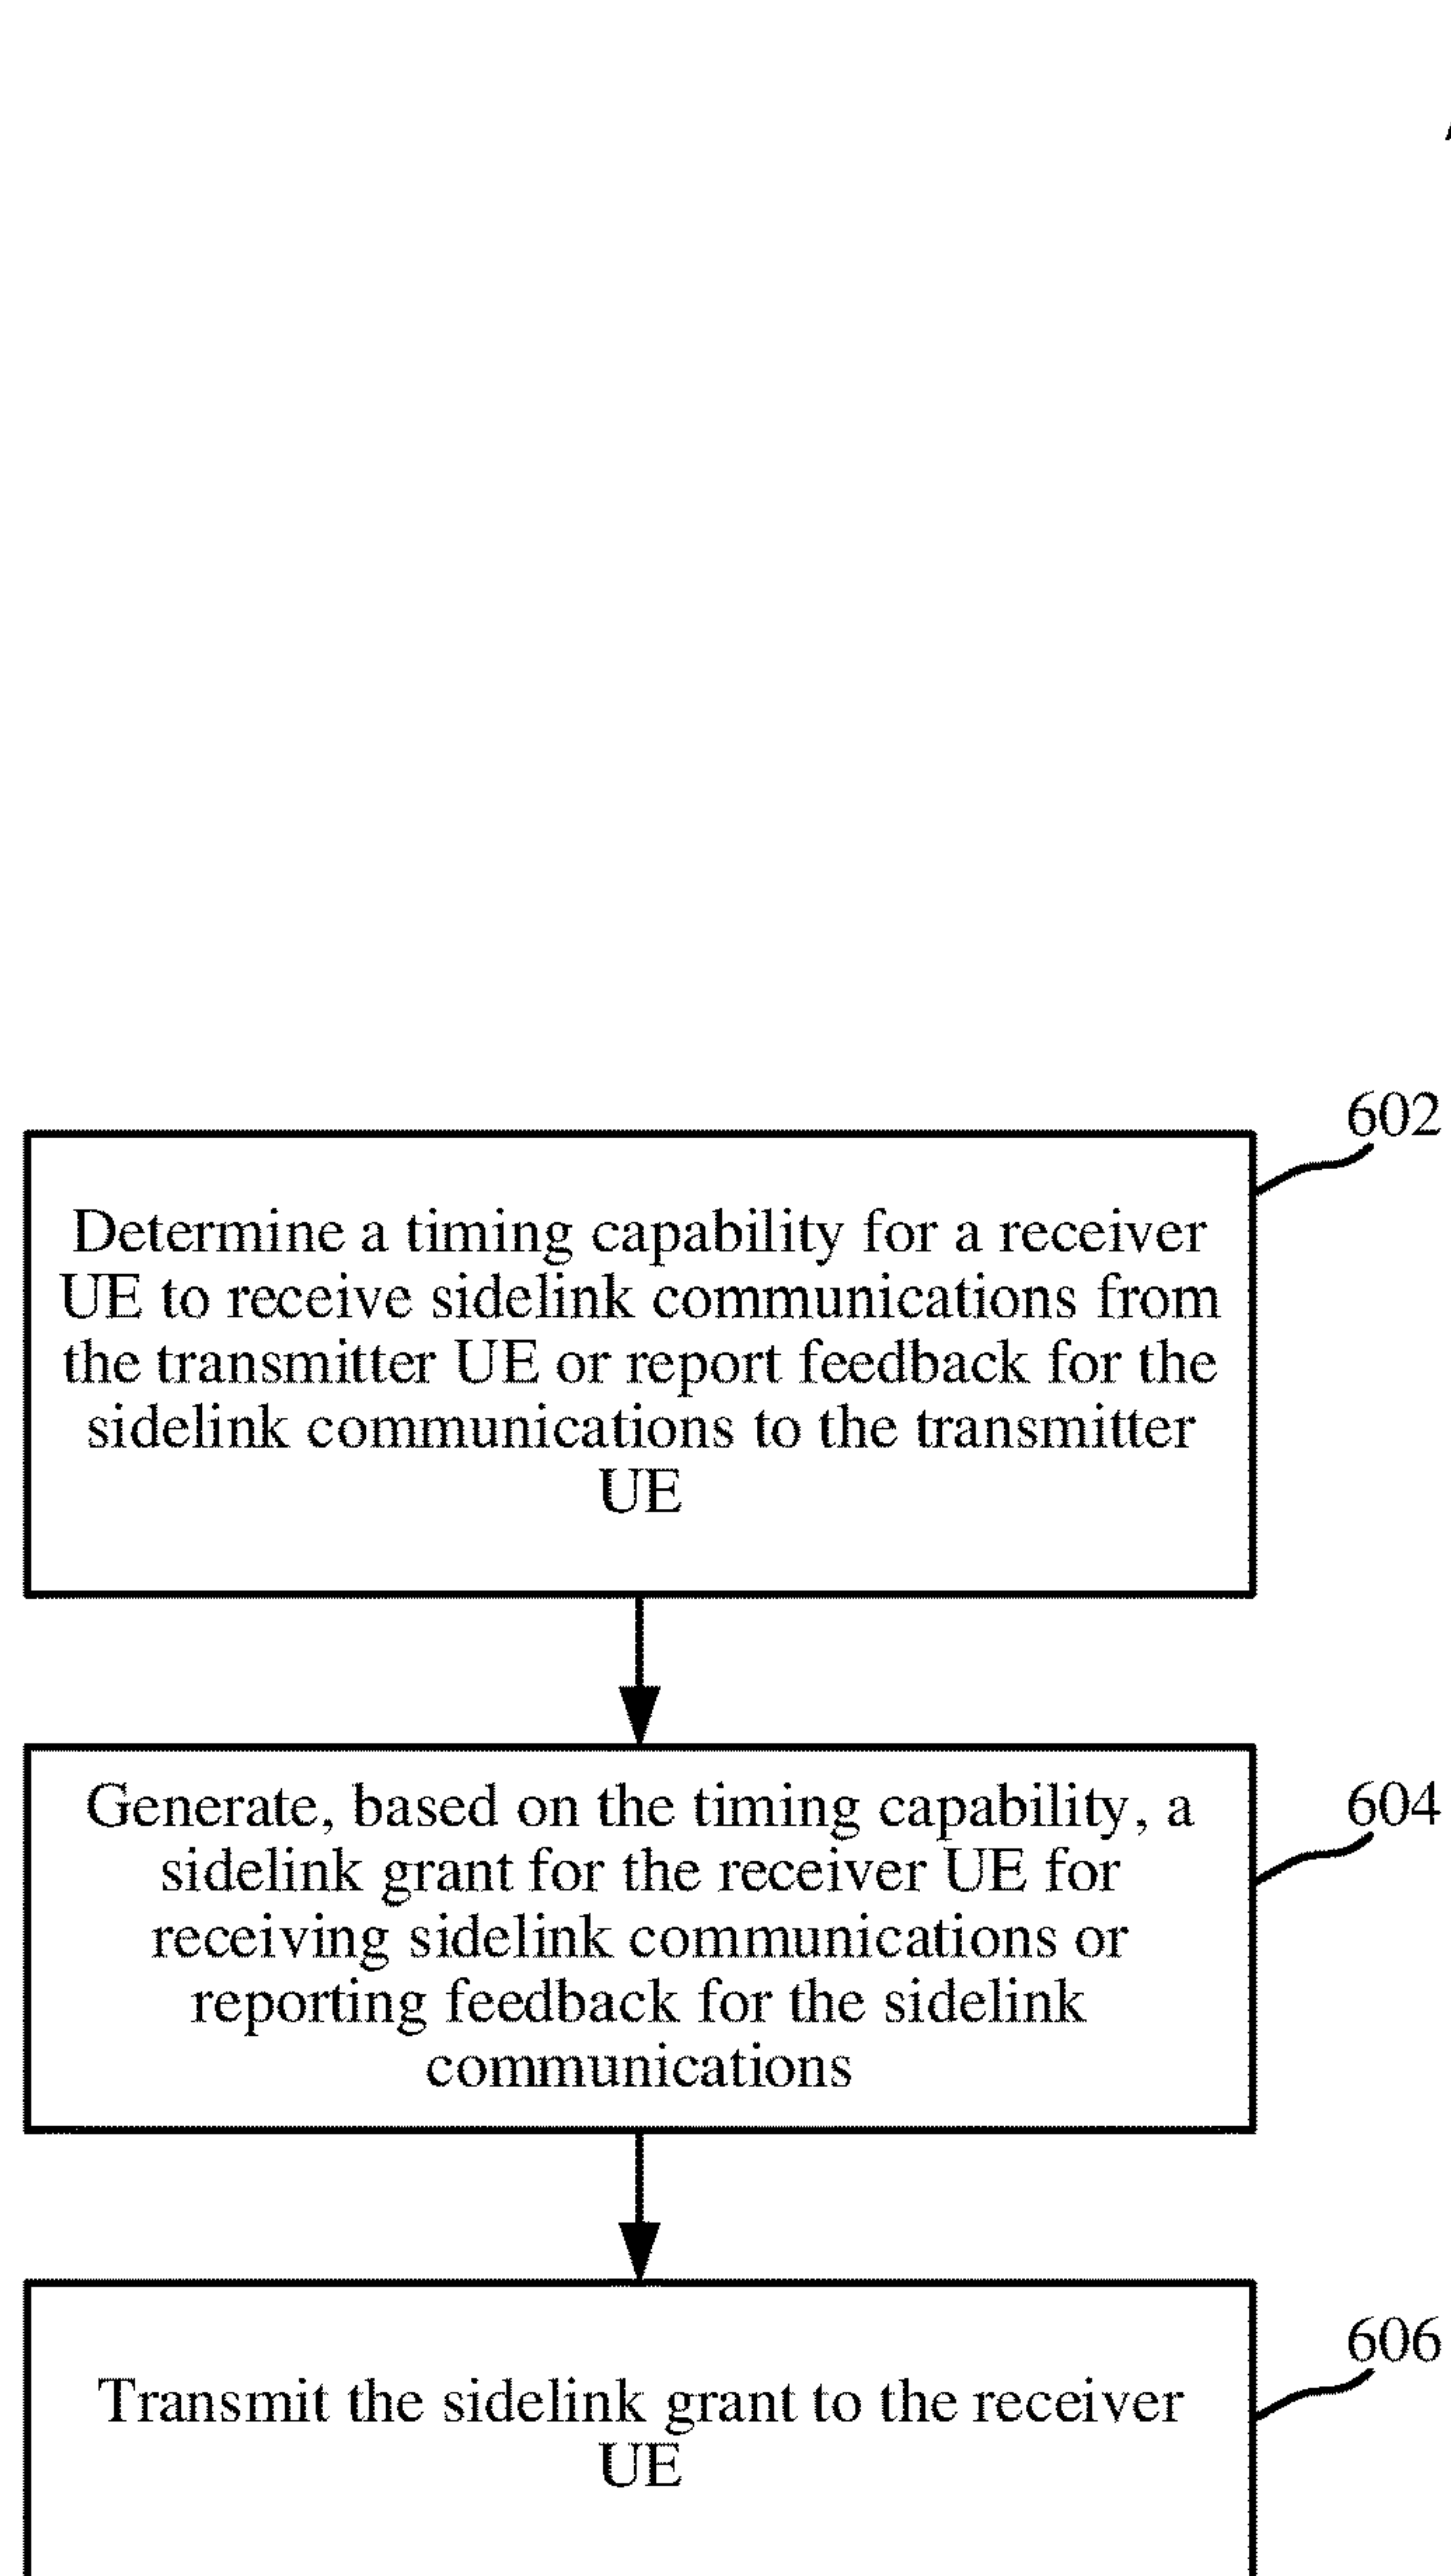 602
Determine a timing capability for a receiver
UE to receive sidelink communications from
the transmitter UE or report feedback for the
sidelink communications to the transmitter
UE
604
Generate, based on the timing capability, a
sidelink grant for the receiver UE for
receiving sidelink communications or
reporting feedback for the sidelink
communications
606
Transmit the sidelink grant to the receiver
UE